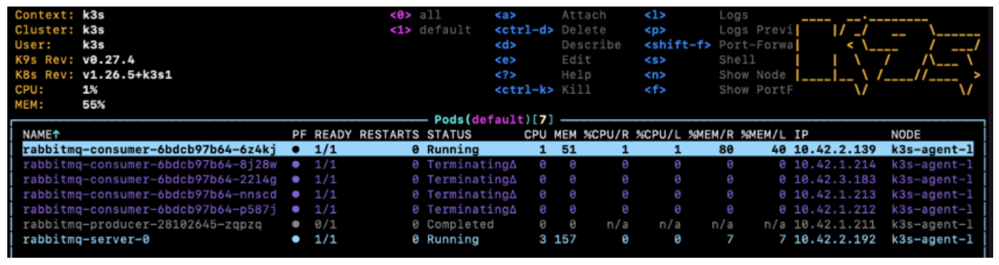 Context: k3s <0> all <a> Attach <l> Logs
Cluster: k3s <1> default <ctrl-d> Delete <p> Logs Previ
User: k3s <d> Describe <shift-f> Port-Forwa
K9s Rev: v0.27.4 <e> Edit <s> Shell
K8s Rev: v1.26.5+k3s1 <?> Help <n> Show Node
CPU: 1% <ctrl-k> Kill <f> Show PortF
MEM: 55%
Pods(default)[7]
NAME↑ PF READY RESTARTS STATUS CPU MEM %CPU/R %CPU/L %MEM/R %MEM/L IP NODE
rabbitmq-consumer-6bdcb97b64-6z4kj ● 1/1 0 Running 1 51 1 1 80 40 10.42.2.139 k3s-agent-l
rabbitmq-consumer-6bdcb97b64-8j28w ● 1/1 0 TerminatingΔ 0 0 0 0 0 0 10.42.1.214 k3s-agent-l
rabbitmq-consumer-6bdcb97b64-22l4g ● 1/1 0 TerminatingΔ 0 0 0 0 0 0 10.42.3.183 k3s-agent-l
rabbitmq-consumer-6bdcb97b64-nnscd ● 1/1 0 TerminatingΔ 0 0 0 0 0 0 10.42.1.213 k3s-agent-l
rabbitmq-consumer-6bdcb97b64-p587j ● 1/1 0 TerminatingΔ 0 0 0 0 0 0 10.42.1.212 k3s-agent-l
rabbitmq-producer-28102645-zqpzq ● 0/1 0 Completed 0 0 n/a n/a n/a n/a 10.42.1.211 k3s-agent-l
rabbitmq-server-0 ● 1/1 0 Running 3 157 0 0 7 7 10.42.2.192 k3s-agent-l